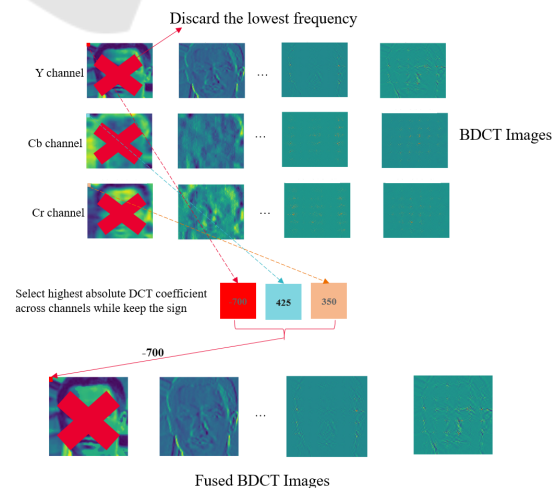 Discard the lowest frequency
Y channel
...
Cb channel
...
BDCT Images
Cr channel
...
Select highest absolute DCT coefficient
across channels while keep the sign
-700 425 350
-700
...
Fused BDCT Images